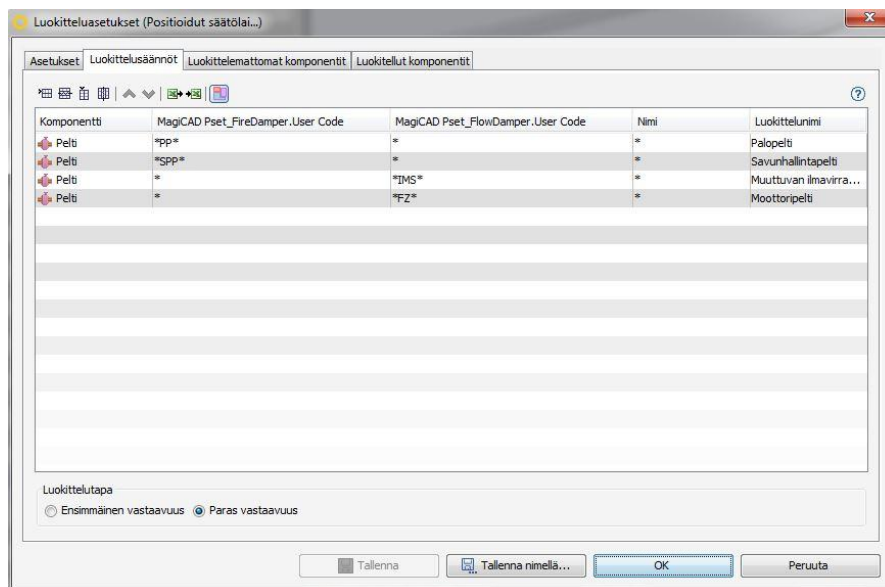 Luokitteluasetukset (Positioidut säätölai...)
Asetukset Luokittelusäännöt Luokittelemattomat komponentit Luokitellut komponentit
Komponentti MagiCAD Pset_FireDamper.User Code MagiCAD Pset_FlowDamper.User Code Nimi Luokittelunimi
Pelti *PP* * * Palopelti
Pelti *SPP* * * Savunhallintapelti
Pelti * *IMS* * Muuttuvan ilmavirra...
Pelti * *FZ* * Moottoripelti
Luokittelutapa
Ensimmäinen vastaavuus Paras vastaavuus
Tallenna Tallenna nimellä... OK Peruuta